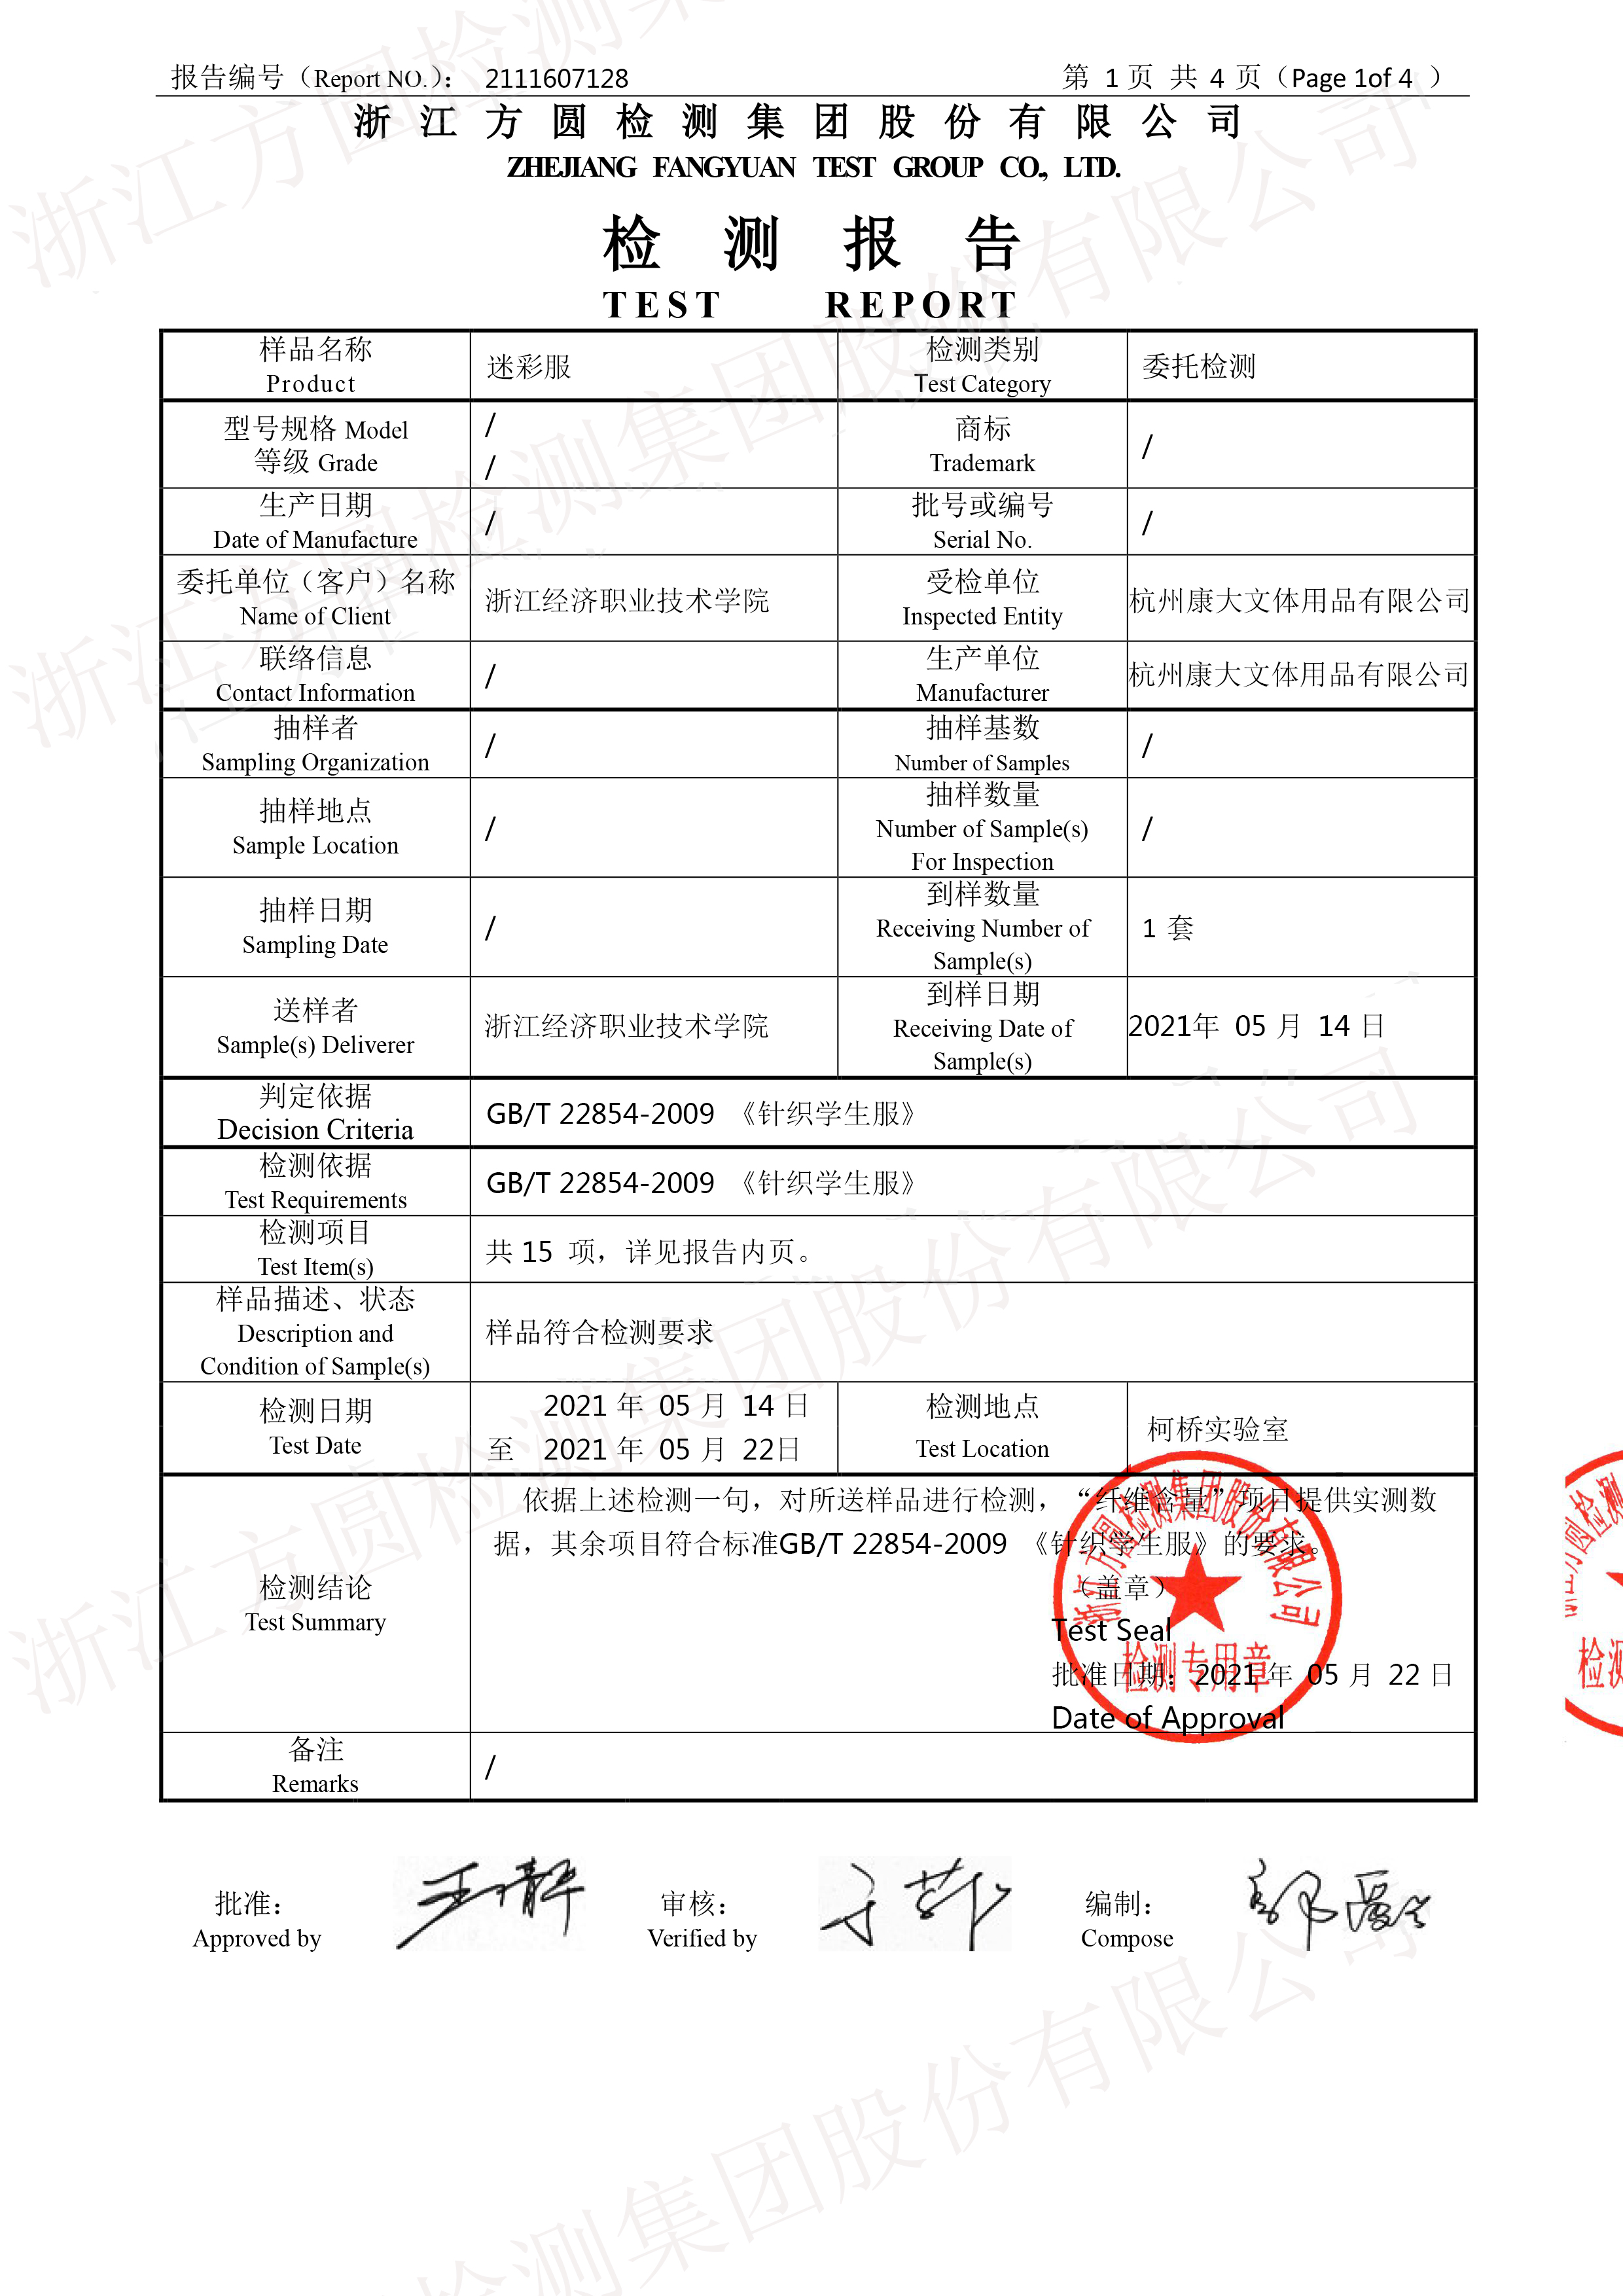 报告编号（Report NO.）： 2111607128 第 1页 共 4 页（Page 1of 4 ）
浙江方圆检测集团股份有限公司
ZHEJIANG FANGYUAN TEST GROUP CO., LTD.
检 测 报 告
TEST REPORT
样品名称
Product
迷彩服
检测类别
Test Category
委托检测
型号规格 Model
等级 Grade
/
/
商标
Trademark
/
生产日期
Date of Manufacture
/
批号或编号
Serial No.
/
委托单位（客户）名称
Name of Client
浙江经济职业技术学院
受检单位
Inspected Entity
杭州康大文体用品有限公司
联络信息
Contact Information
/
生产单位
Manufacturer
杭州康大文体用品有限公司
抽样者
Sampling Organization
/
抽样基数
Number of Samples
/
抽样地点
Sample Location
/
抽样数量
Number of Sample(s)
For Inspection
/
抽样日期
Sampling Date
/
到样数量
Receiving Number of
Sample(s)
1 套
送样者
Sample(s) Deliverer
浙江经济职业技术学院
到样日期
Receiving Date of
Sample(s)
2021年 05 月 14 日
判定依据
Decision Criteria
GB/T 22854-2009 《针织学生服》
检测依据
Test Requirements
GB/T 22854-2009 《针织学生服》
检测项目
Test Item(s)
共 15 项，详见报告内页。
样品描述、状态
Description and
Condition of Sample(s)
样品符合检测要求
检测日期
Test Date
2021 年 05 月 14 日
至 2021 年 05 月 22日
检测地点
Test Location
柯桥实验室
检测结论
Test Summary
依据上述检测一句，对所送样品进行检测，“纤维含量”项目提供实测数
据，其余项目符合标准GB/T 22854-2009 《针织学生服》的要求。
（盖章）
Test Seal
批准日期：2021 年 05 月 22 日
Date of Approval
浙江方圆检测集团股份有限公司
检测专用章
备注
Remarks
/
批准：
Approved by
王静
审核：
Verified by
编制：
Compose
浙江方圆检测集团股份有限公司